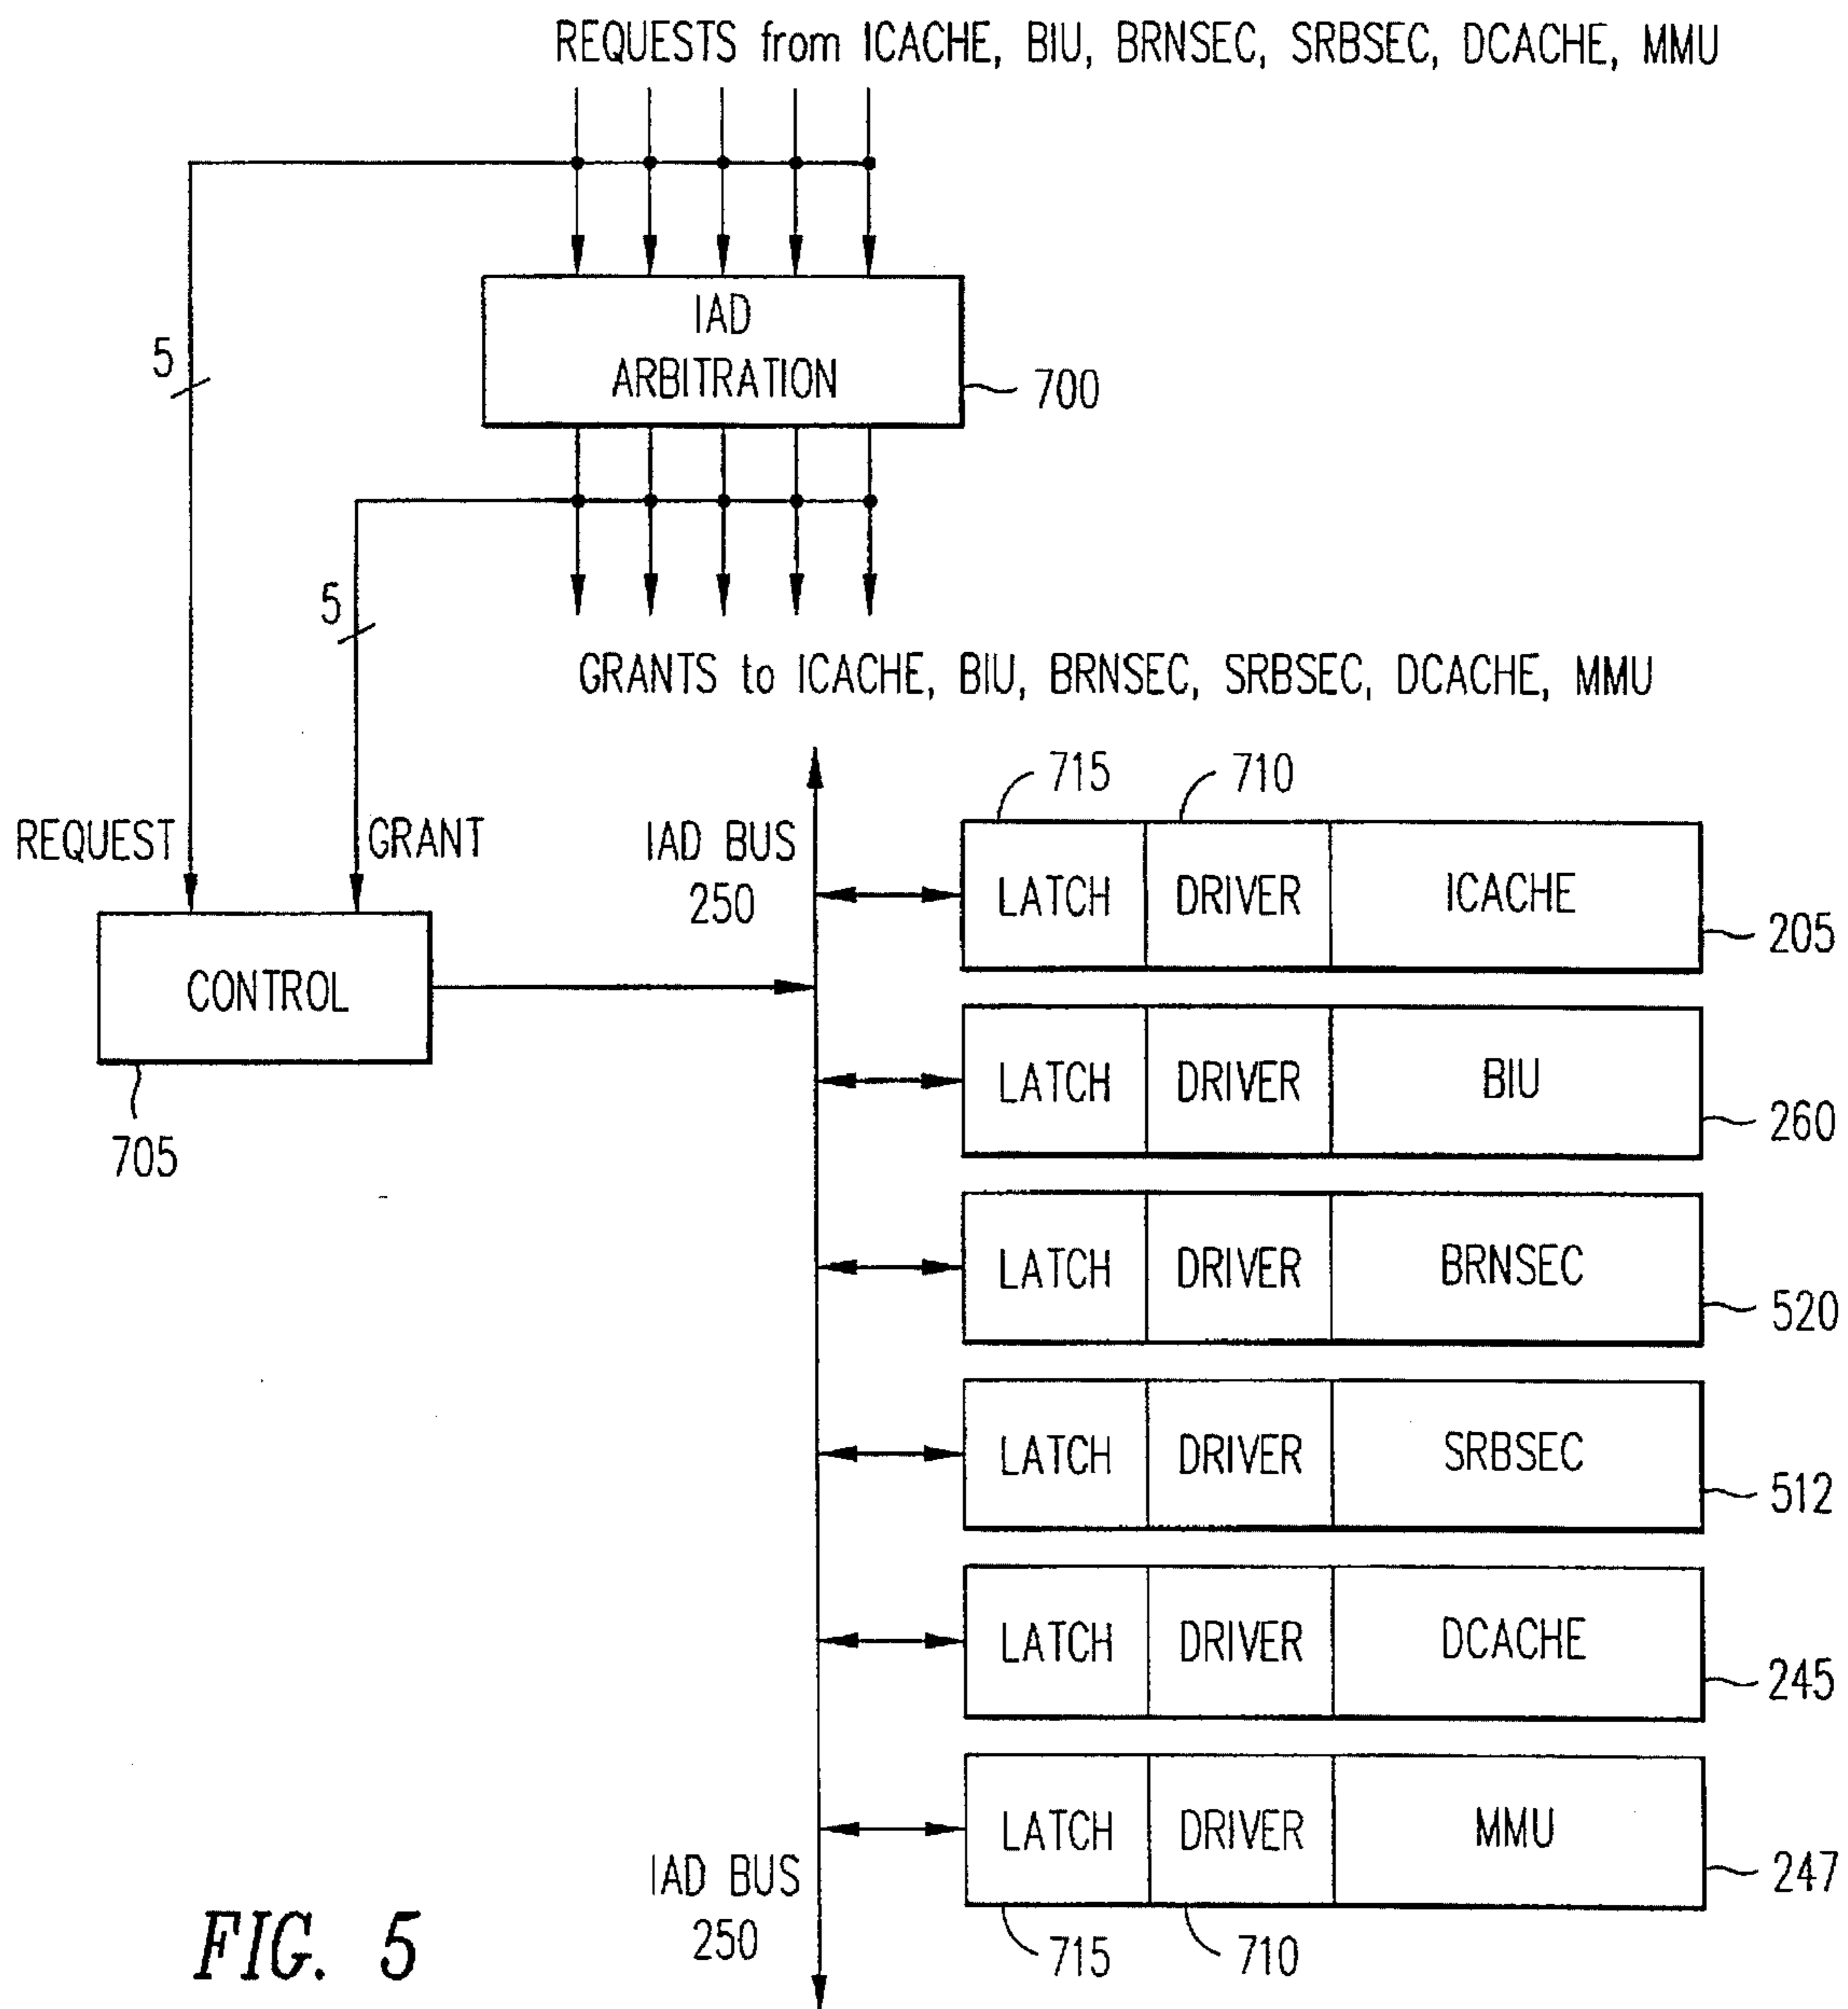 REQUESTS from ICACHE, BIU, BRNSEC, SRBSEC, DCACHE, MMU
IAD
ARBITRATION
700
5
5
GRANTS to ICACHE, BIU, BRNSEC, SRBSEC, DCACHE, MMU
REQUEST
GRANT
CONTROL
705
IAD BUS
250
715
710
LATCH DRIVER ICACHE
205
LATCH DRIVER BIU
260
LATCH DRIVER BRNSEC
520
LATCH DRIVER SRBSEC
512
LATCH DRIVER DCACHE
245
LATCH DRIVER MMU
247
IAD BUS
250
715
710
FIG. 5